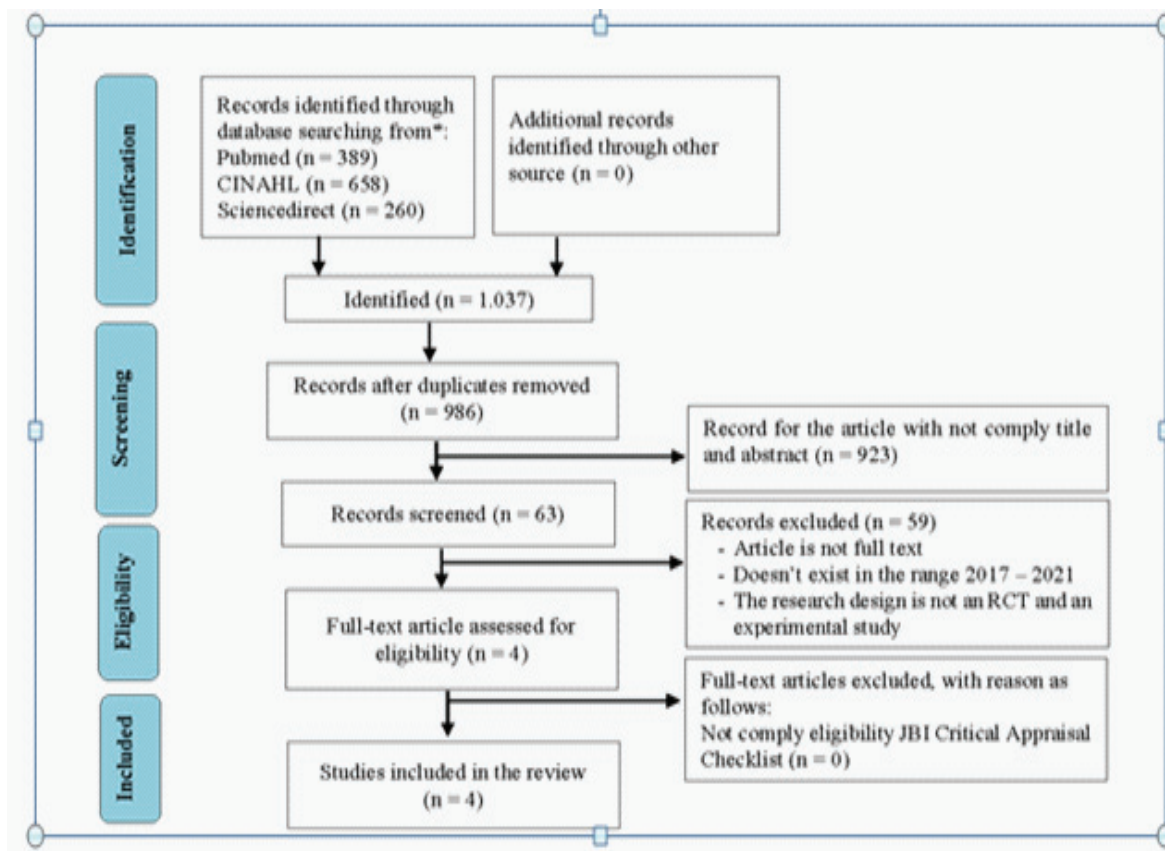 Identification
Records identified through
database searching from*:
Pubmed (n = 389)
CINAHL (n = 658)
Sciencedirect (n = 260)
Additional records
identified through other
source (n = 0)
Identified (n = 1.037)
Screening
Records after duplicates removed
(n = 986)
Record for the article with not comply title
and abstract (n = 923)
Records screened (n = 63)
Records excluded (n = 59)
- Article is not full text
- Doesn't exist in the range 2017 – 2021
- The research design is not an RCT and an
experimental study
Eligibility
Full-text article assessed for
eligibility (n = 4)
Full-text articles excluded, with reason as
follows:
Not comply eligibility JBI Critical Appraisal
Checklist (n = 0)
Included
Studies included in the review
(n = 4)